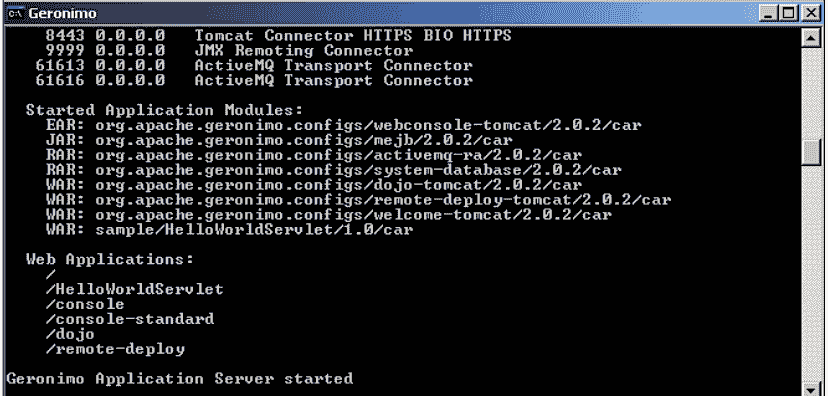 Geronimo
8443 0.0.0.0 Tomcat Connector HTTPS BIO HTTPS
9999 0.0.0.0 JMX Remoting Connector
61613 0.0.0.0 ActiveMQ Transport Connector
61616 0.0.0.0 ActiveMQ Transport Connector
Started Application Modules:
EAR: org.apache.geronimo.configs/webconsole-tomcat/2.0.2/car
JAR: org.apache.geronimo.configs/mejb/2.0.2/car
RAR: org.apache.geronimo.configs/activemq-ra/2.0.2/car
RAR: org.apache.geronimo.configs/system-database/2.0.2/car
WAR: org.apache.geronimo.configs/dojo-tomcat/2.0.2/car
WAR: org.apache.geronimo.configs/remote-deploy-tomcat/2.0.2/car
WAR: org.apache.geronimo.configs/welcome-tomcat/2.0.2/car
WAR: sample/HelloWorldServlet/1.0/car
Web Applications:
/
/HelloWorldServlet
/console
/console-standard
/dojo
/remote-deploy
Geronimo Application Server started